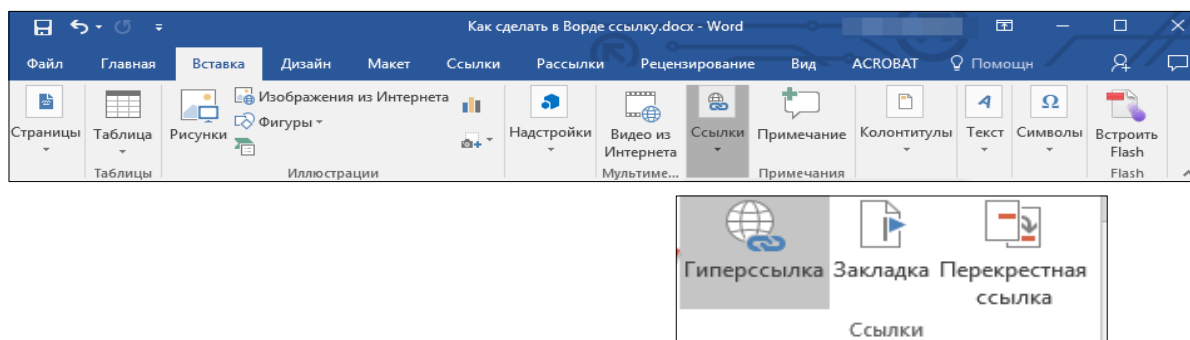 Как сделать в Ворде ссылку.docx - Word
Файл Главная Вставка Дизайн Макет Ссылки Рассылки Рецензирование Вид ACROBAT Помощн
Страницы Таблица Рисунки Изображения из Интернета Фигуры Надстройки Видео из Интернета Ссылки Примечание Колонтитулы Текст Символы Встроить Flash
Таблицы Иллюстрации Мультиме... Примечания Flash
Гиперссылка Закладка Перекрестная
ссылка
Ссылки